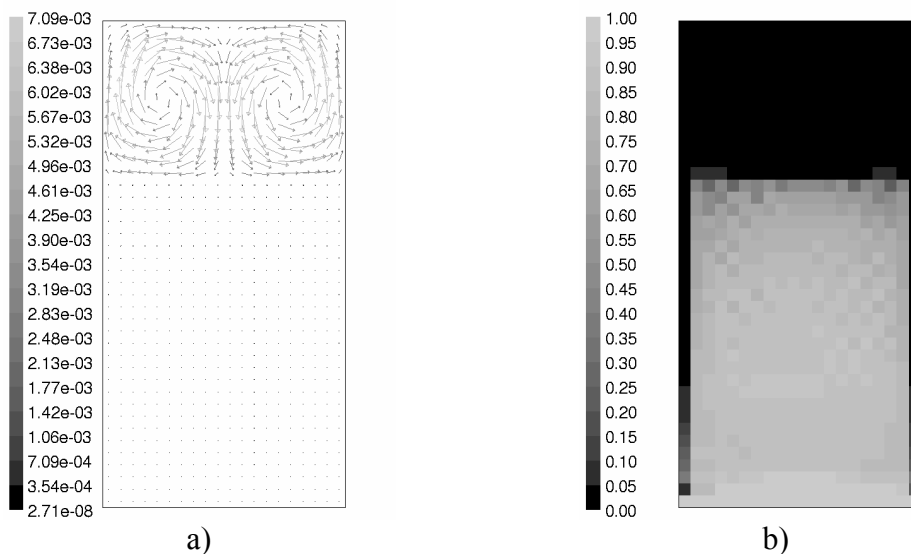 7.09e-03
6.73e-03
6.38e-03
6.02e-03
5.67e-03
5.32e-03
4.96e-03
4.61e-03
4.25e-03
3.90e-03
3.54e-03
3.19e-03
2.83e-03
2.48e-03
2.13e-03
1.77e-03
1.42e-03
1.06e-03
7.09e-04
3.54e-04
2.71e-08
a)
1.00
0.95
0.90
0.85
0.80
0.75
0.70
0.65
0.60
0.55
0.50
0.45
0.40
0.35
0.30
0.25
0.20
0.15
0.10
0.05
0.00
b)